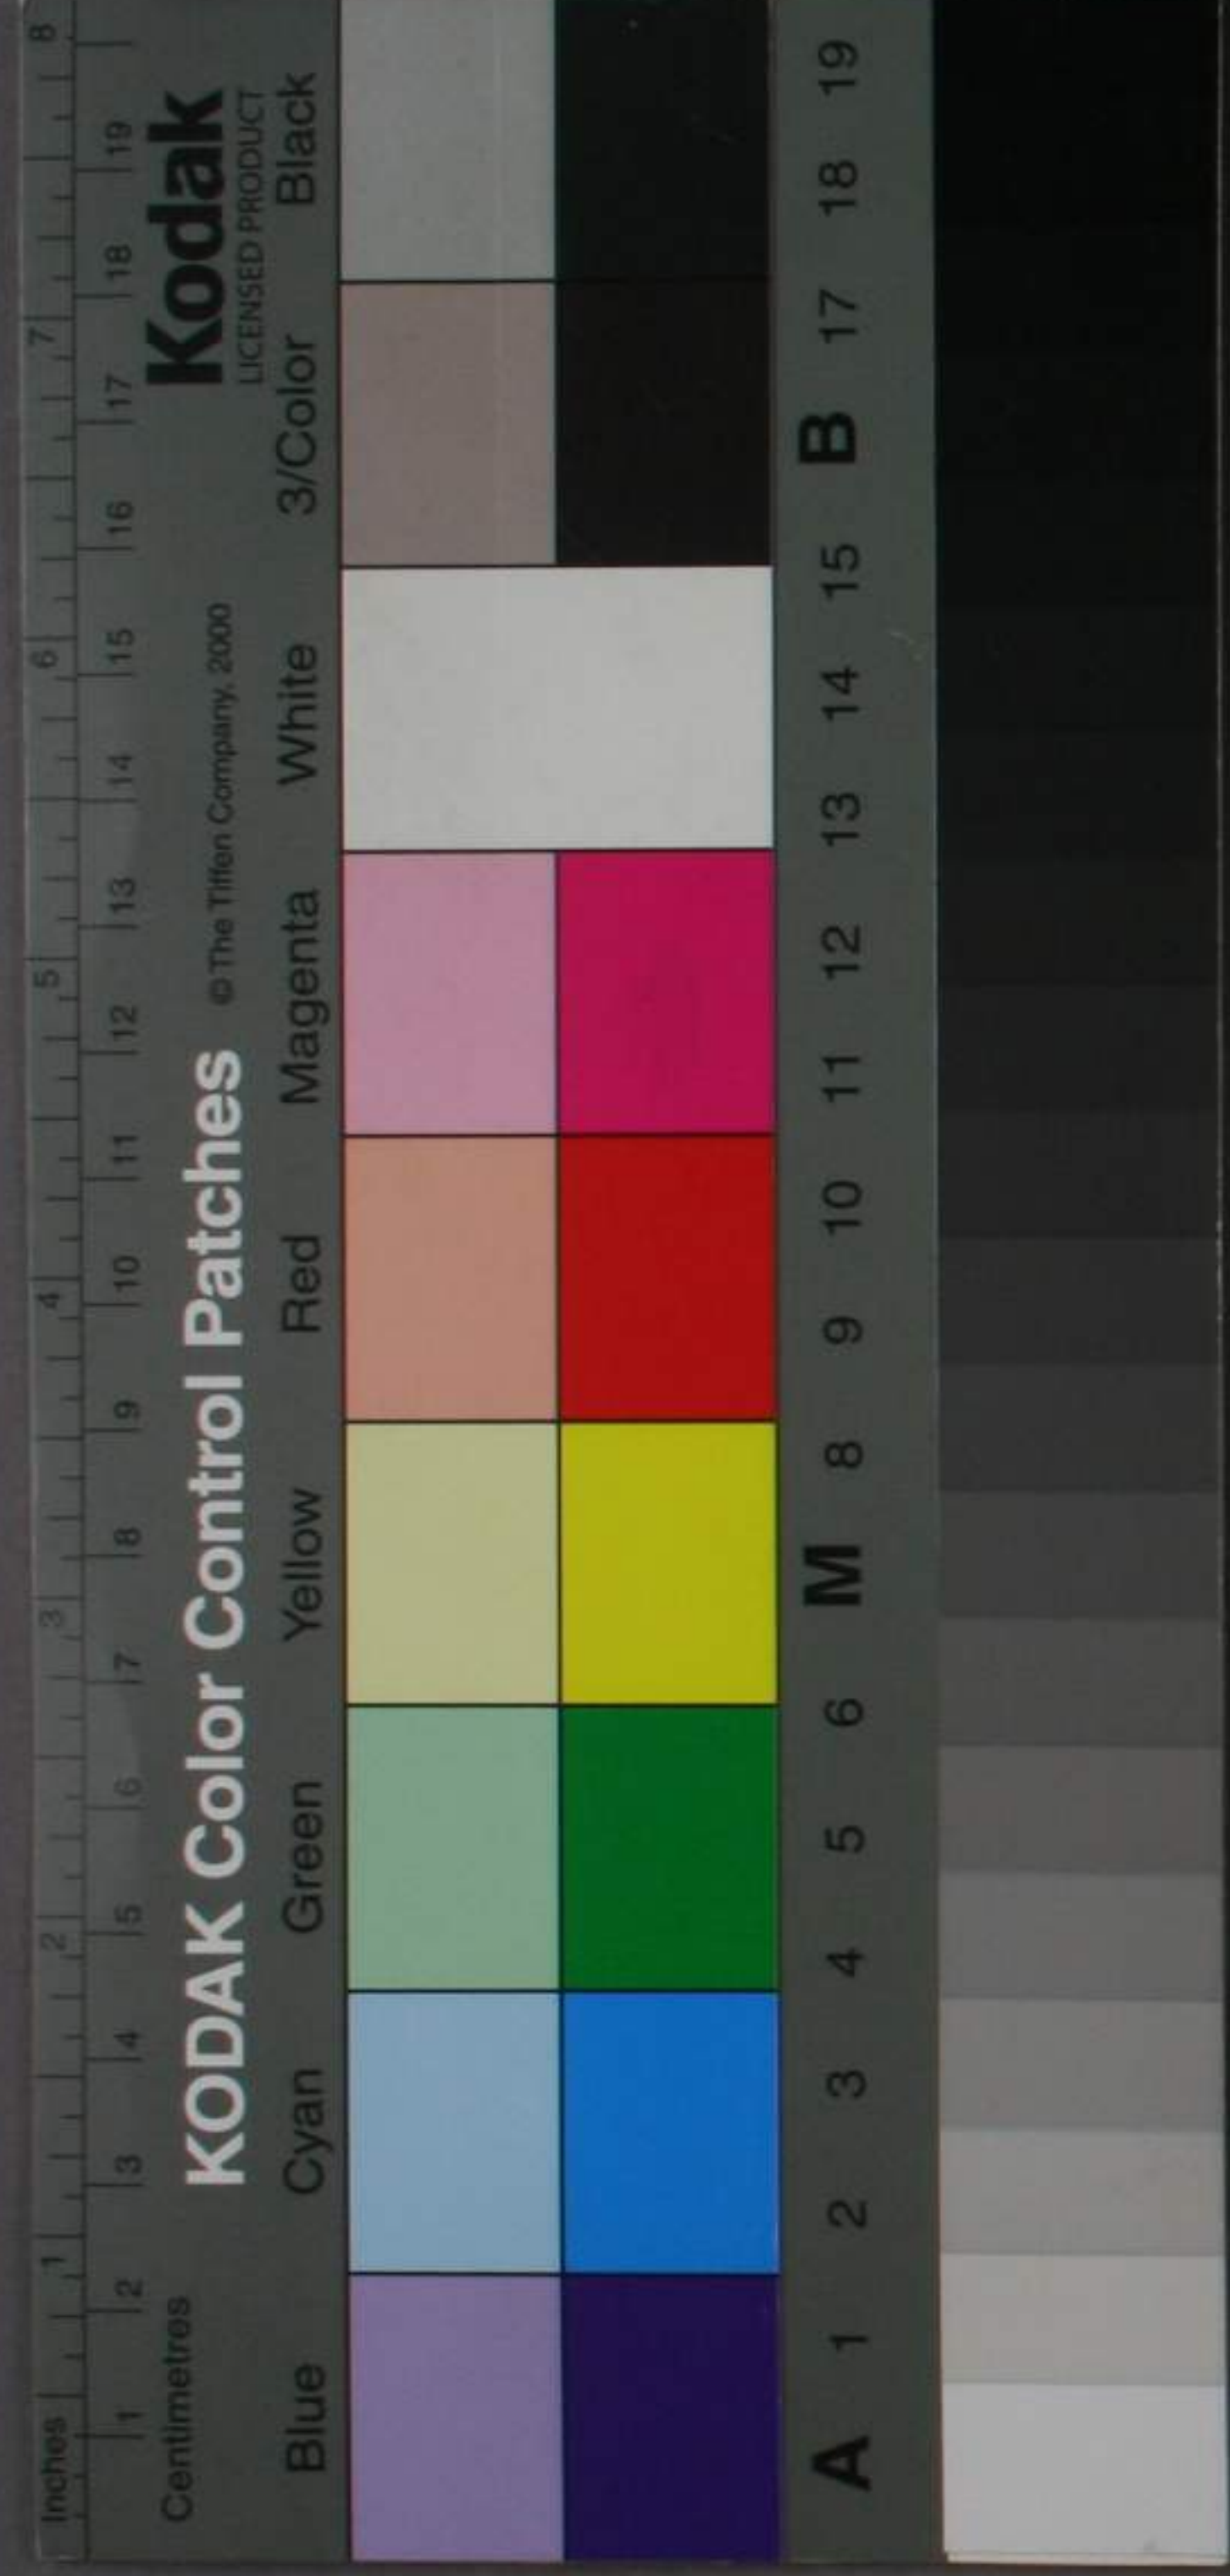 Inches 1 2 3 4 5 6 7 8
Centimetres 1 2 3 4 5 6 7 8 9 10 11 12 13 14 15 16 17 18 19
KODAK Color Control Patches © The Tiffen Company, 2000
Kodak
LICENSED PRODUCT
Blue Cyan Green Yellow Red Magenta White 3/Color Black
A 1 2 3 4 5 6 M 8 9 10 11 12 13 14 15 B 17 18 19